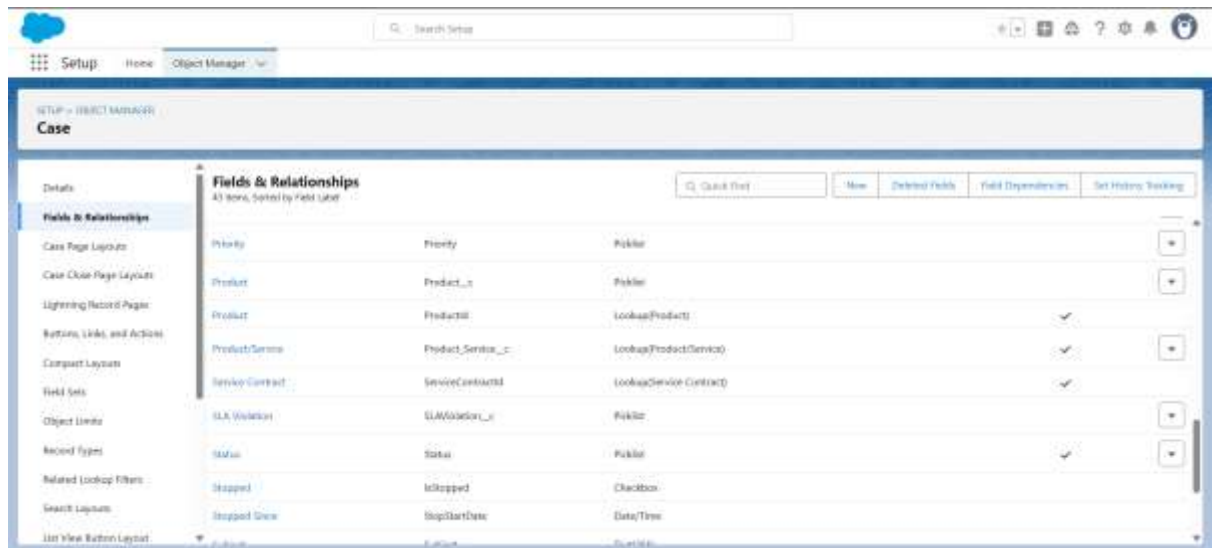 Search Setup
Setup Home Object Manager
SETUP > OBJECT MANAGER
Case
Details
Fields & Relationships
Case Page Layouts
Case Close Page Layouts
Lightning Record Pages
Buttons, Links, and Actions
Compact Layouts
Field Sets
Object Limits
Record Types
Related Lookup Filters
Search Layouts
List View Button Layout
Fields & Relationships
43 Items, Sorted by Field Label
Quick Find New Deleted Fields Field Dependencies Set History Tracking
Priority Priority Picklist
Product Product__c Picklist
Product ProductId Lookup(Product)
Product/Service Product_Service__c Lookup(Product/Service)
Service Contract ServiceContractId Lookup(Service Contract)
SLA Violation SLAViolation__c Picklist
Status Status Picklist
Stopped IsStopped Checkbox
Stopped Since StopStartDate Date/Time